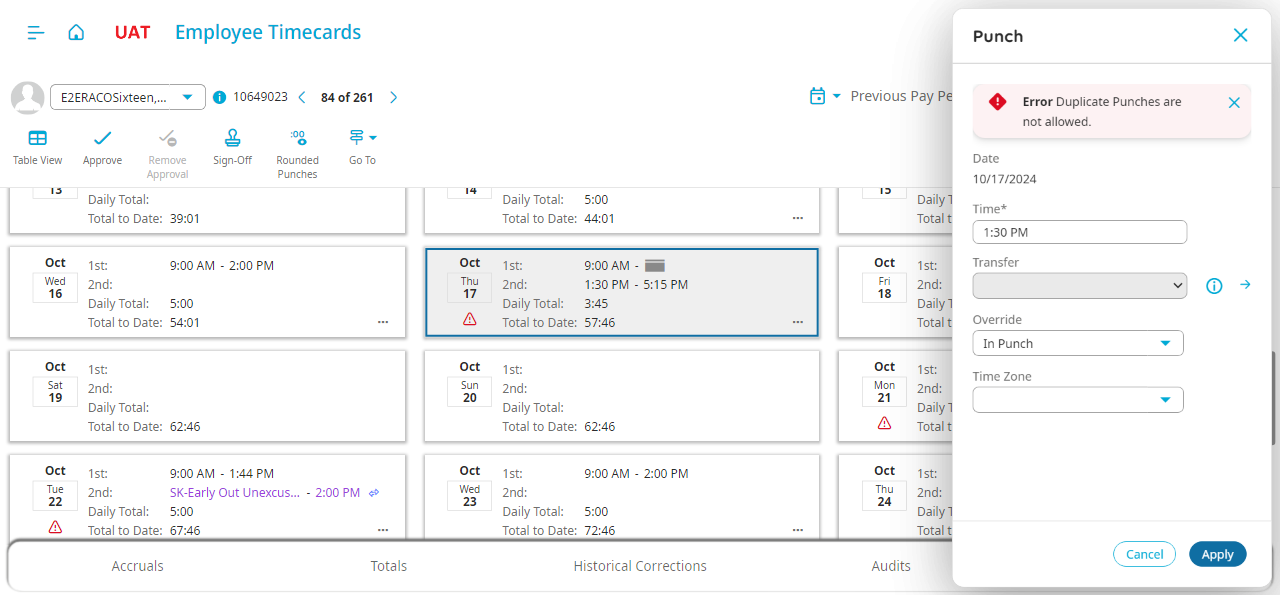 UAT Employee Timecards
E2ERACOSixteen,... 10649023 84 of 261 Previous Pay Pe
Table View Approve Remove Approval Sign-Off Rounded Punches Go To
13
Daily Total:
Total to Date: 39:01
14
Daily Total: 5:00
Total to Date: 44:01
15
Daily T
Total t
Oct
Wed
16
1st: 9:00 AM - 2:00 PM
2nd:
Daily Total: 5:00
Total to Date: 54:01
Oct
Thu
17
1st: 9:00 AM -
2nd: 1:30 PM - 5:15 PM
Daily Total: 3:45
Total to Date: 57:46
Oct
Fri
18
1st:
2nd:
Daily T
Total t
Oct
Sat
19
1st:
2nd:
Daily Total:
Total to Date: 62:46
Oct
Sun
20
1st:
2nd:
Daily Total:
Total to Date: 62:46
Oct
Mon
21
1st:
2nd:
Daily T
Total t
Oct
Tue
22
1st: 9:00 AM - 1:44 PM
2nd: SK-Early Out Unexcus... - 2:00 PM
Daily Total: 5:00
Total to Date: 67:46
Oct
Wed
23
1st: 9:00 AM - 2:00 PM
2nd:
Daily Total: 5:00
Total to Date: 72:46
Oct
Thu
24
1st:
2nd:
Daily T
Total t
Accruals Totals Historical Corrections Audits
Punch
Error Duplicate Punches are
not allowed.
Date
10/17/2024
Time*
1:30 PM
Transfer
Override
In Punch
Time Zone
Cancel Apply